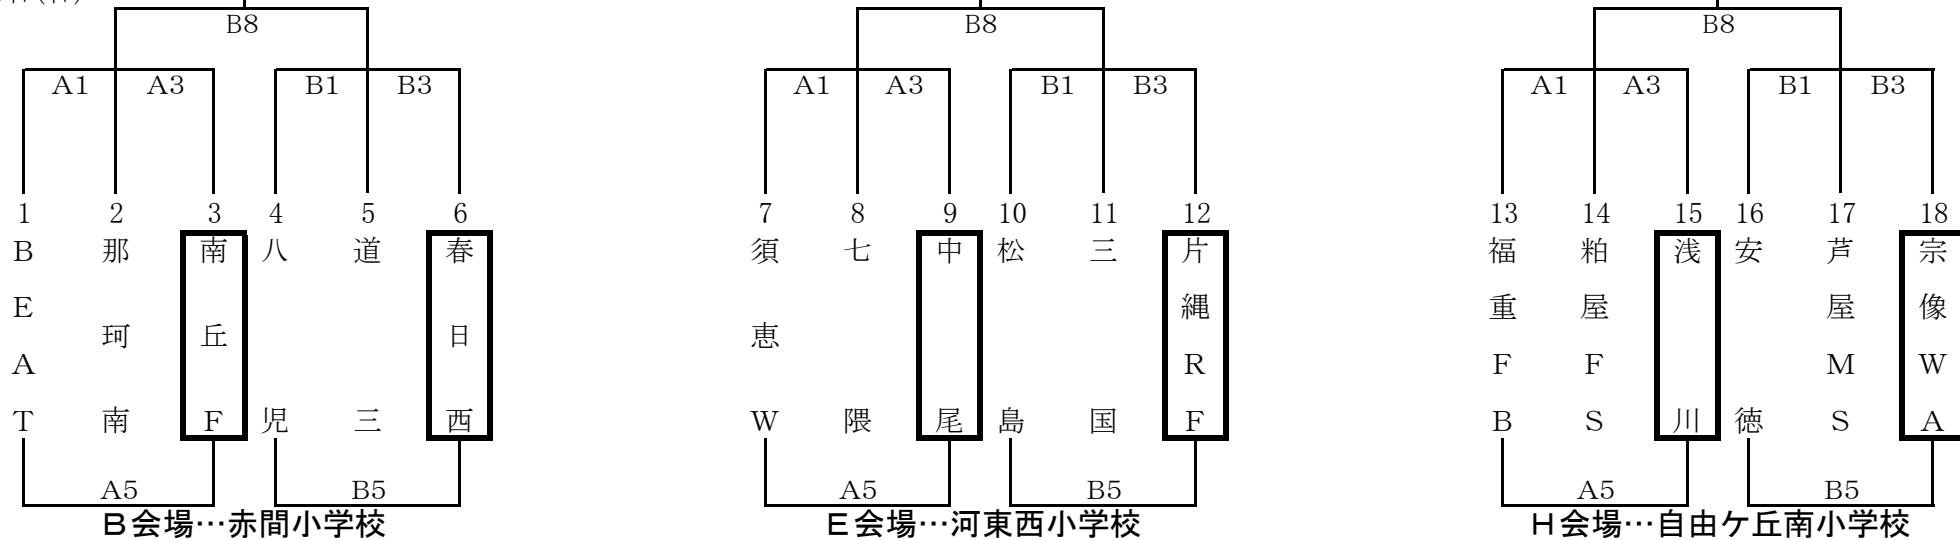 B8 B8 B8
A1 A3 B1 B3 A1 A3 B1 B3 A1 A3 B1 B3
1 2 3 4 5 6 7 8 9 10 11 12 13 14 15 16 17 18
BEAT
那珂南
南丘F
八児
道三
春日西
須恵W
七隈
中尾
松島
三国
片縄RF
福重FB
粕屋FS
浅川
安徳
芦屋MS
宗像WA
A5 B5 A5 B5 A5 B5
B会場…赤間小学校
E会場…河東西小学校
H会場…自由ケ丘南小学校